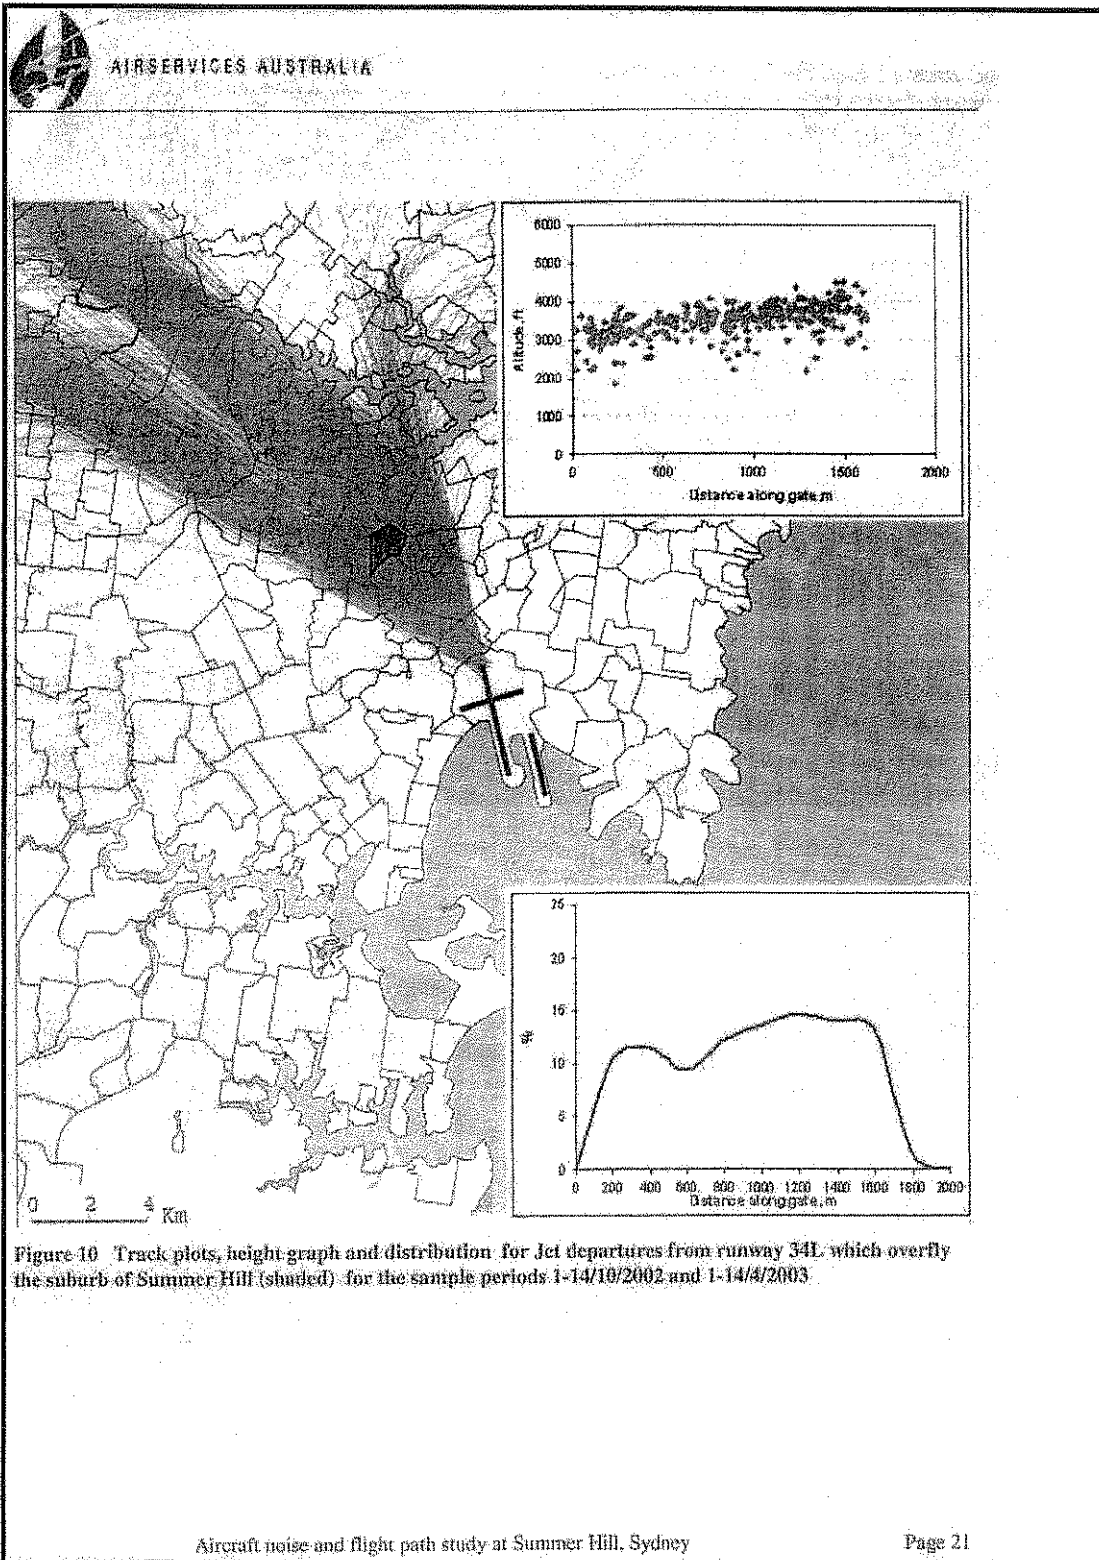 AIRSERVICES AUSTRALIA
6000
5000
4000
3000
2000
1000
0
Altitude, ft
0 500 1000 1500 2000
Distance along gate, m
25
20
15
10
5
0
%
0 200 400 600 800 1000 1200 1400 1600 1800 2000
Distance along gate, m
0 2 4 Km
Figure 10 Track plots, height graph and distribution for Jet departures from runway 34L which overfly
the suburb of Summer Hill (shaded) for the sample periods 1-14/10/2002 and 1-14/4/2003
Aircraft noise and flight path study at Summer Hill, Sydney Page 21